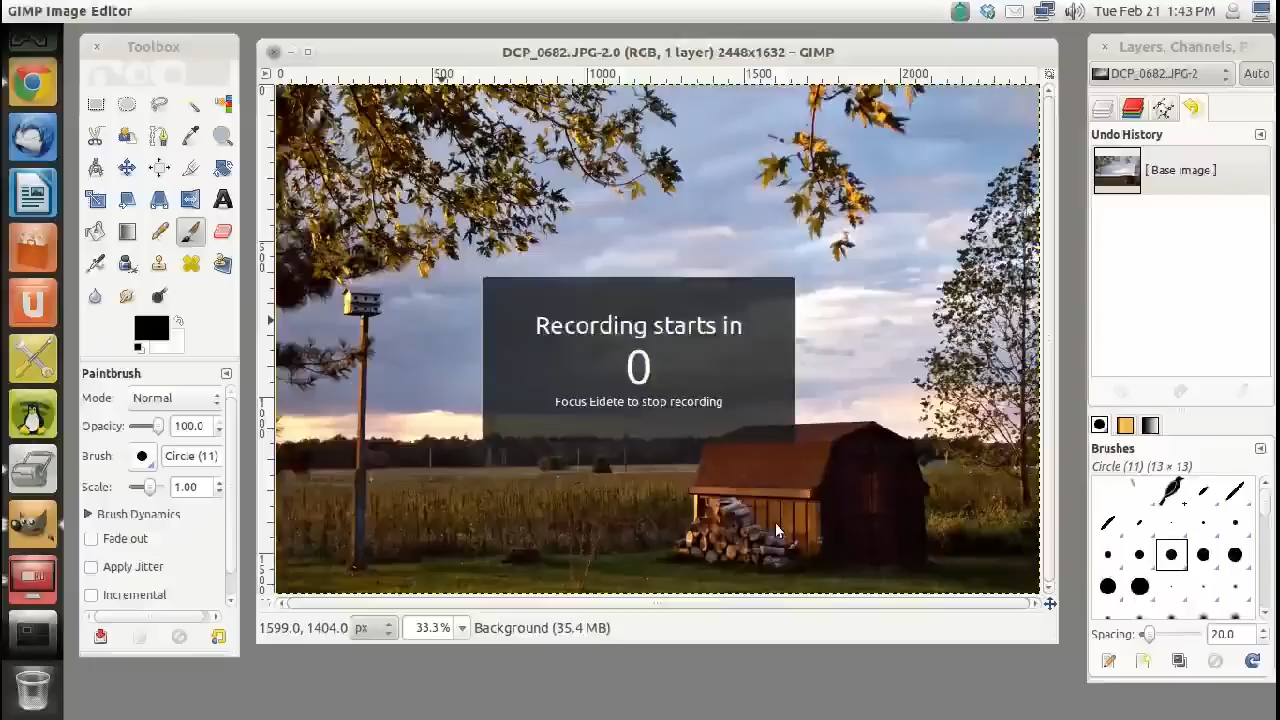 GIMP Image Editor
Tue Feb 21 1:43 PM
Toolbox
DCP_0682.JPG-2.0 (RGB, 1 layer) 2448x1632 – GIMP
Layers, Channels, P
DCP_0682.JPG-2
Auto
0
500
1000
1500
2000
0
500
1000
1500
Undo History
[ Base Image ]
Recording starts in
0
Focus Eidete to stop recording
Paintbrush
Mode: Normal
Opacity: 100.0
Brush: Circle (11)
Scale: 1.00
Brush Dynamics
Fade out
Apply Jitter
Incremental
Brushes
Circle (11) (13 × 13)
Spacing: 20.0
1599.0, 1404.0 px 33.3% Background (35.4 MB)